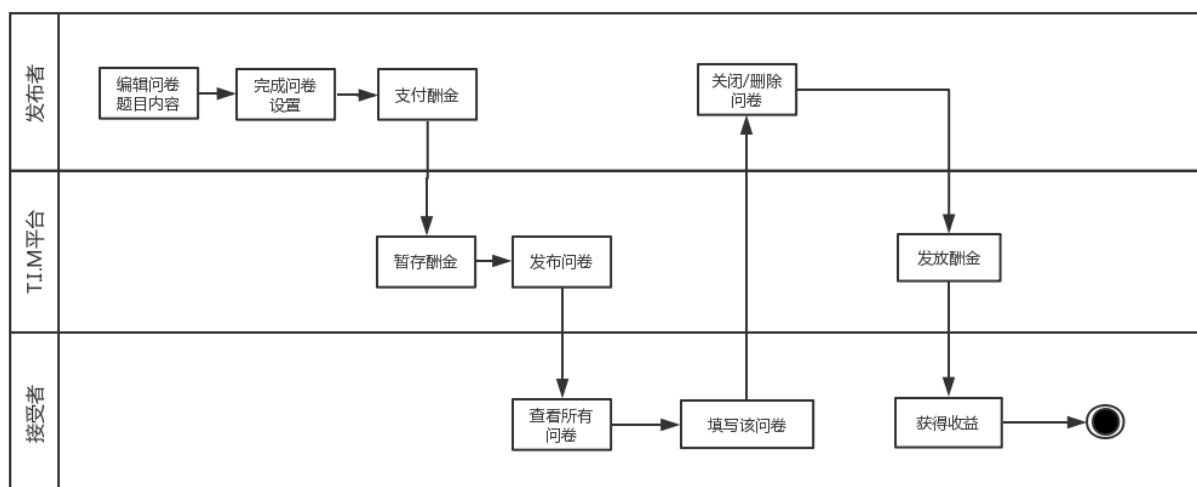 发布者
编辑问卷
题目内容
完成问卷
设置
支付酬金
关闭/删除
问卷
T.I.M平台
暂存酬金
发布问卷
发放酬金
接受者
查看所有
问卷
填写该问卷
获得收益